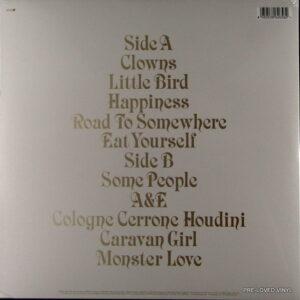 Side A
Clowns
Little Bird
Happiness
Road To Somewhere
Eat Yourself
Side B
Some People
A&E
Cologne Cerrone Houdini
Caravan Girl
Monster Love
PRE-LOVED VINYL